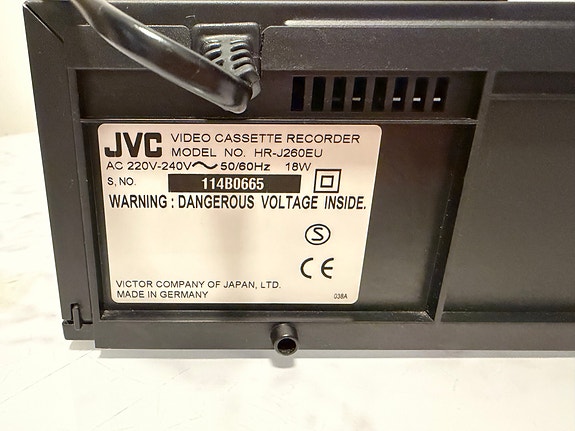 JVC VIDEO CASSETTE RECORDER
MODEL NO. HR-J260EU
AC 220V-240V～50/60Hz 18W
S, NO. 114B0665
WARNING : DANGEROUS VOLTAGE INSIDE.
S
CE
VICTOR COMPANY OF JAPAN, LTD.
MADE IN GERMANY 038A